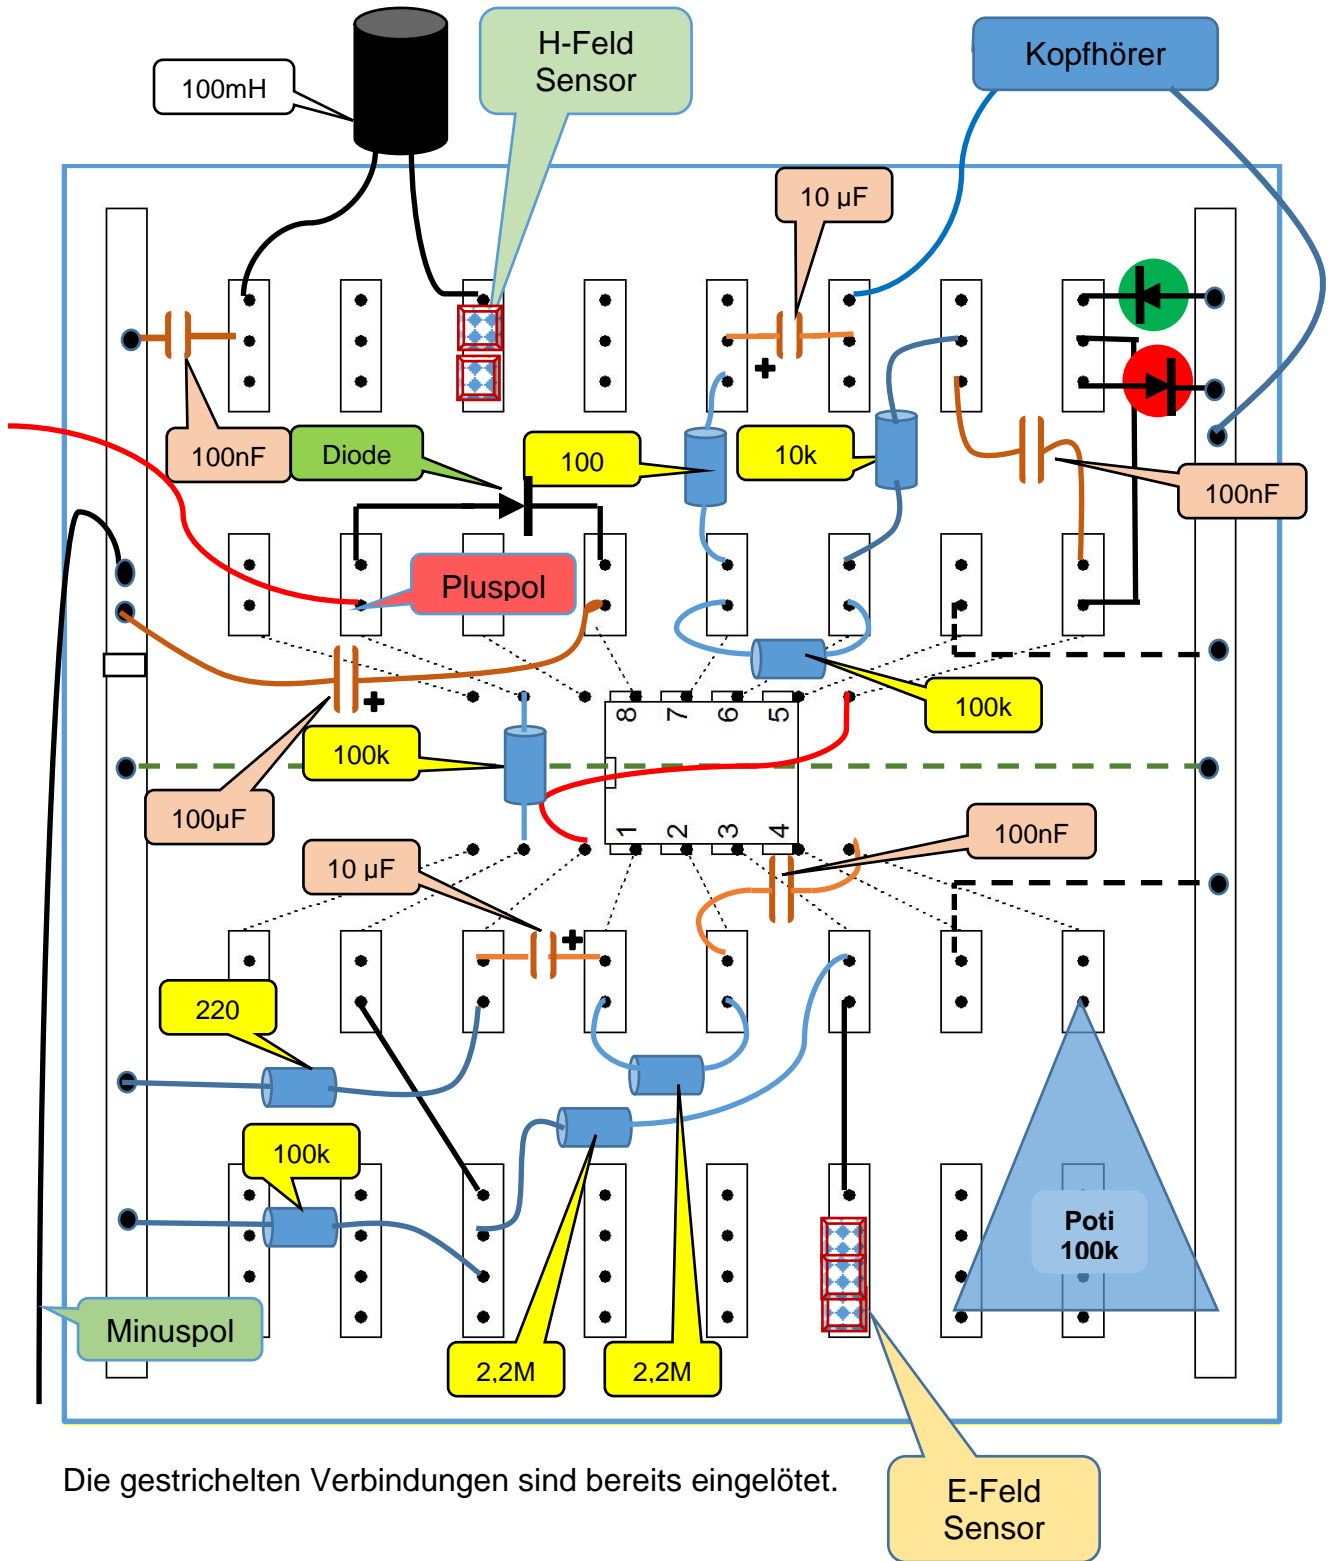 H-Feld
Sensor
Kopfhörer
100mH
10 µF
100nF
Diode
100
10k
100nF
Pluspol
100k
8 7 6 5
100k
100µF
1 2 3 4
100nF
10 µF
220
100k
Poti
100k
Minuspol
2,2M
2,2M
Die gestrichelten Verbindungen sind bereits eingelötet.
E-Feld
Sensor